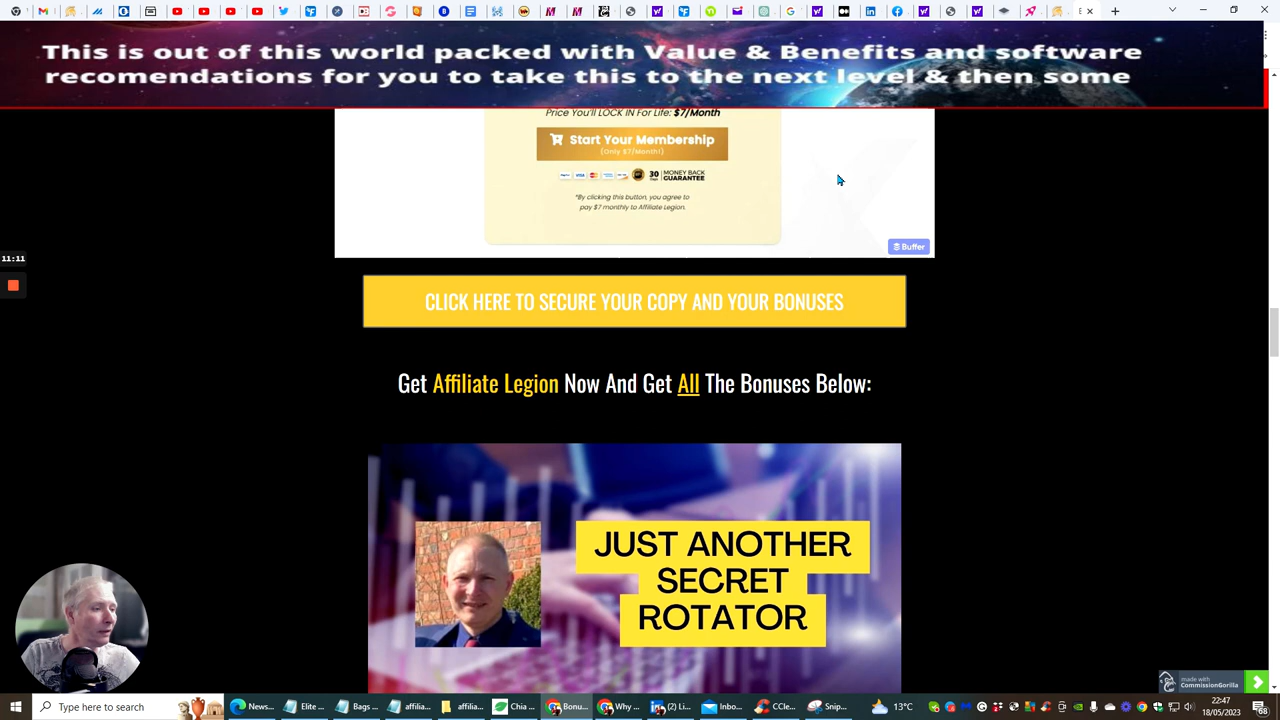 This is out of this world packed with Value & Benefits and software
recomendations for you to take this to the next level & then some
Price You'll LOCK IN For Life: $7/Month
Start Your Membership
(Only $7/Month!)
30 MONEY BACK
GUARANTEE
*By clicking this button, you agree to
pay $7 monthly to Affiliate Legion.
Buffer
11:11
CLICK HERE TO SECURE YOUR COPY AND YOUR BONUSES
Get Affiliate Legion Now And Get All The Bonuses Below:
JUST ANOTHER
SECRET
ROTATOR
made with
CommissionGorilla
Type here to search
News...
Elite ...
Bags ...
affilia...
affilia...
Chia ...
Bonu...
Why ...
(2) Li...
Inbo...
CCle...
Snip...
13°C
22:47
18/05/2023